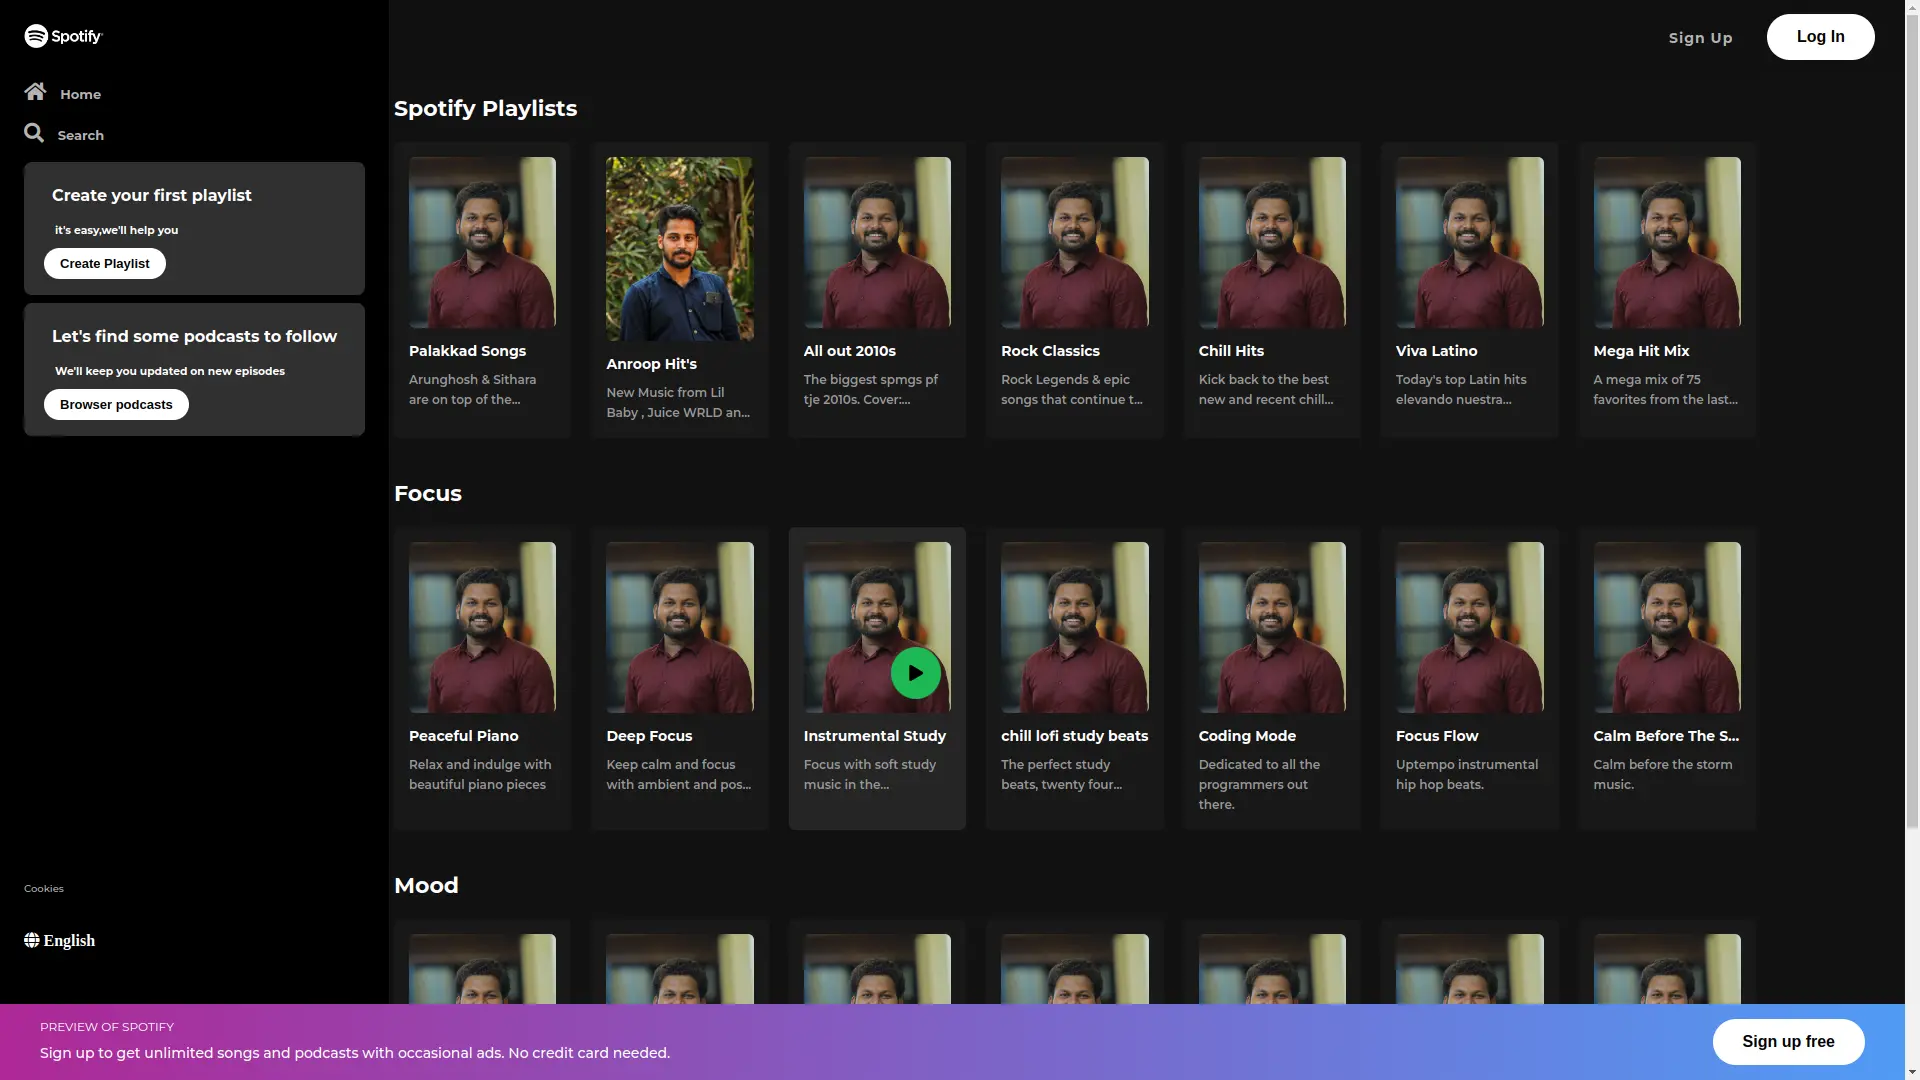 Spotify
Home
Search
Create your first playlist
it's easy,we'll help you
Create Playlist
Let's find some podcasts to follow
We'll keep you updated on new episodes
Browser podcasts
Cookies
English
Sign Up
Log In
Spotify Playlists
Palakkad Songs
Arunghosh & Sithara
are on top of the...
Anroop Hit's
New Music from Lil
Baby , Juice WRLD an...
All out 2010s
The biggest spmgs pf
tje 2010s. Cover:...
Rock Classics
Rock Legends & epic
songs that continue t...
Chill Hits
Kick back to the best
new and recent chill...
Viva Latino
Today's top Latin hits
elevando nuestra...
Mega Hit Mix
A mega mix of 75
favorites from the last...
Focus
Peaceful Piano
Relax and indulge with
beautiful piano pieces
Deep Focus
Keep calm and focus
with ambient and pos...
Instrumental Study
Focus with soft study
music in the...
chill lofi study beats
The perfect study
beats, twenty four...
Coding Mode
Dedicated to all the
programmers out
there.
Focus Flow
Uptempo instrumental
hip hop beats.
Calm Before The S...
Calm before the storm
music.
Mood
PREVIEW OF SPOTIFY
Sign up to get unlimited songs and podcasts with occasional ads. No credit card needed.
Sign up free